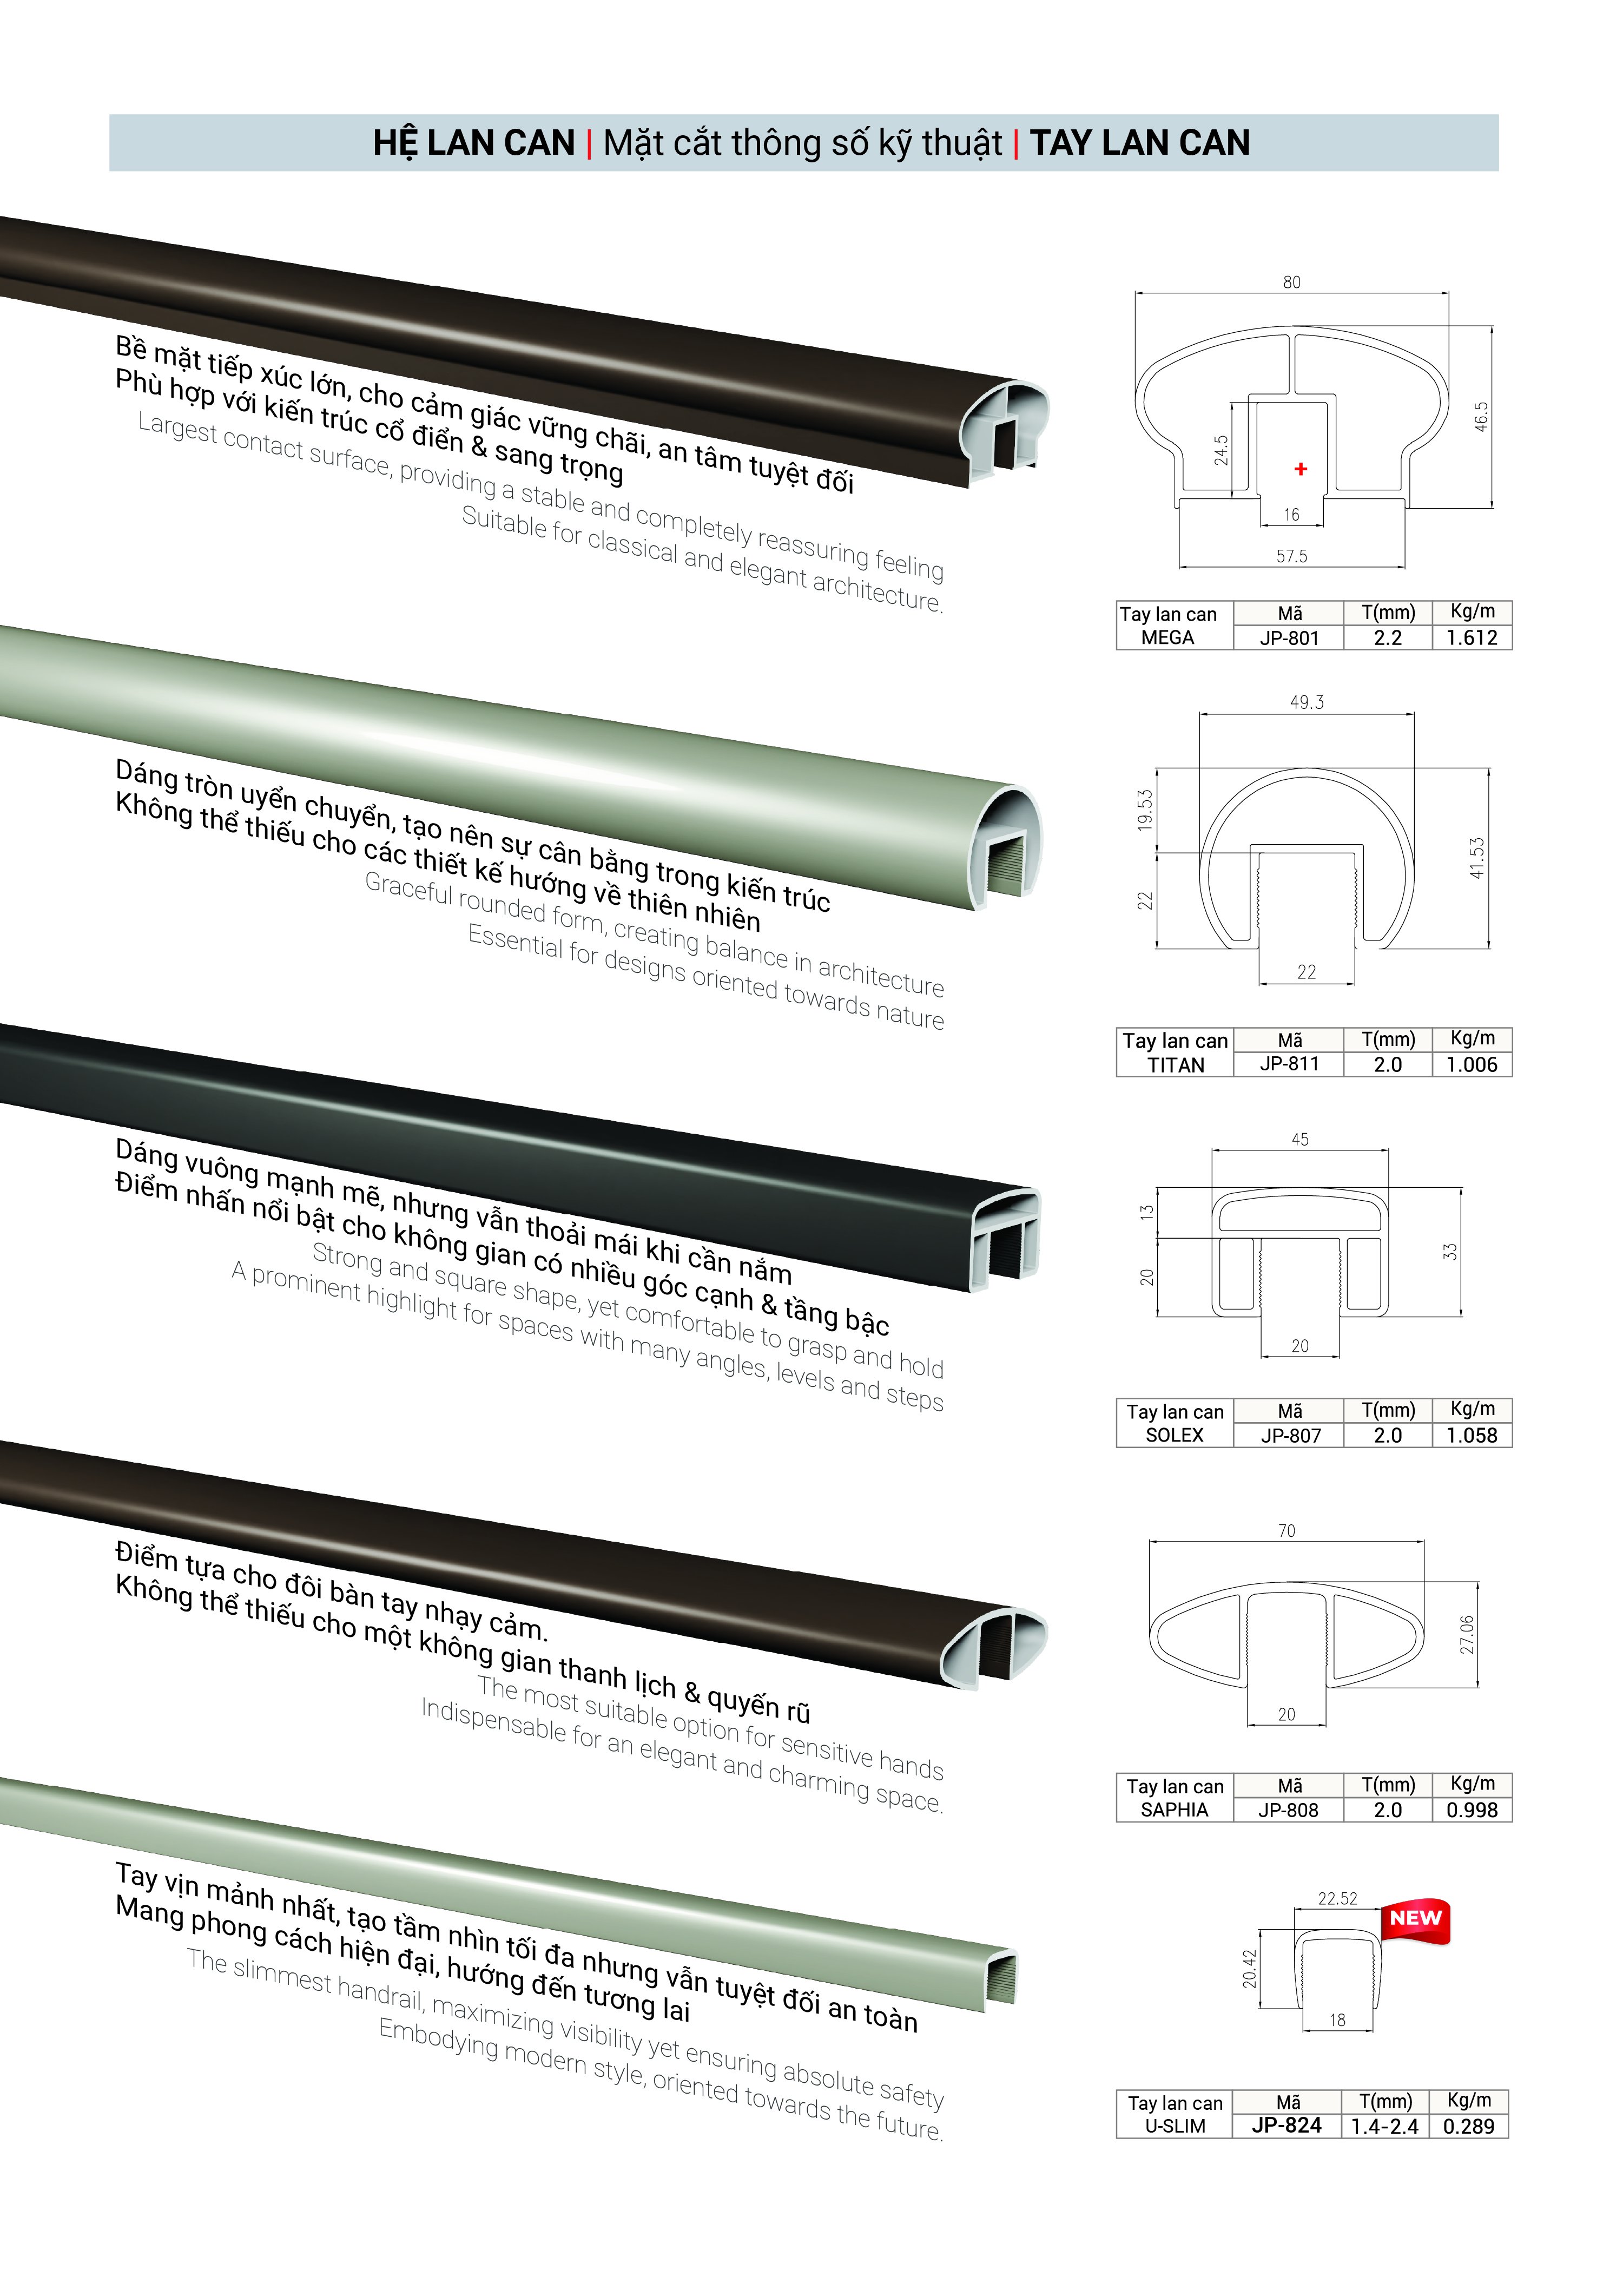 HỆ LAN CAN | Mặt cắt thông số kỹ thuật | TAY LAN CAN
Bề mặt tiếp xúc lớn, cho cảm giác vững chãi, an tâm tuyệt đối
Phù hợp với kiến trúc cổ điển & sang trọng
Largest contact surface, providing a stable and completely reassuring feeling
Suitable for classical and elegant architecture.
80
46.5
24.5
+
16
57.5
Tay lan can MEGA Mã T(mm) Kg/m
JP-801 2.2 1.612
Dáng tròn uyển chuyển, tạo nên sự cân bằng trong kiến trúc
Không thể thiếu cho các thiết kế hướng về thiên nhiên
Graceful rounded form, creating balance in architecture
Essential for designs oriented towards nature
49.3
19.53
41.53
22
22
Tay lan can TITAN Mã T(mm) Kg/m
JP-811 2.0 1.006
Dáng vuông mạnh mẽ, nhưng vẫn thoải mái khi cần nắm
Điểm nhấn nổi bật cho không gian có nhiều góc cạnh & tầng bậc
Strong and square shape, yet comfortable to grasp and hold
A prominent highlight for spaces with many angles, levels and steps
45
13
33
20
20
Tay lan can SOLEX Mã T(mm) Kg/m
JP-807 2.0 1.058
Điểm tựa cho đôi bàn tay nhạy cảm.
Không thể thiếu cho một không gian thanh lịch & quyến rũ
The most suitable option for sensitive hands
Indispensable for an elegant and charming space.
70
27.06
20
Tay lan can SAPHIA Mã T(mm) Kg/m
JP-808 2.0 0.998
Tay vịn mảnh nhất, tạo tầm nhìn tối đa nhưng vẫn tuyệt đối an toàn
Mang phong cách hiện đại, hướng đến tương lai
The slimmest handrail, maximizing visibility yet ensuring absolute safety
Embodying modern style, oriented towards the future.
22.52
NEW
20.42
18
Tay lan can U-SLIM Mã T(mm) Kg/m
JP-824 1.4-2.4 0.289